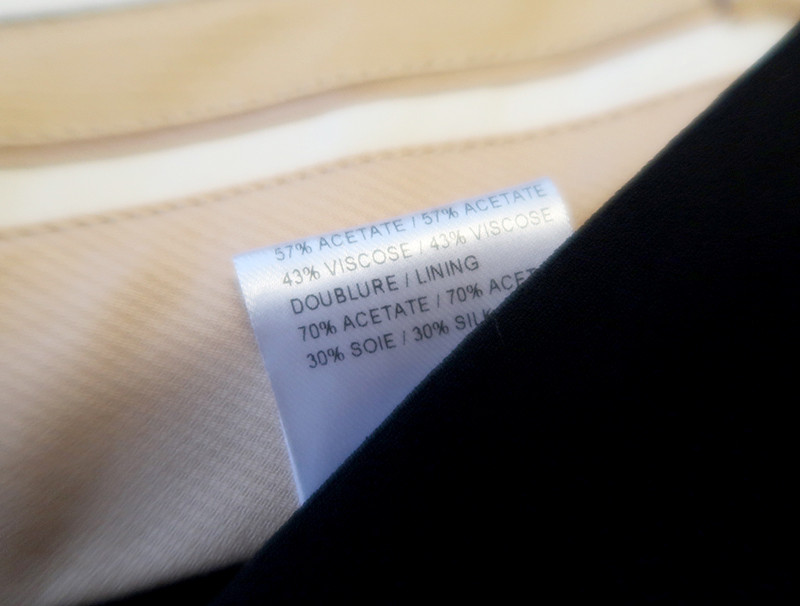 57% ACETATE / 57% ACETATE
43% VISCOSE / 43% VISCOSE
DOUBLURE / LINING
70% ACETATE / 70% ACET
30% SOIE / 30% SILK